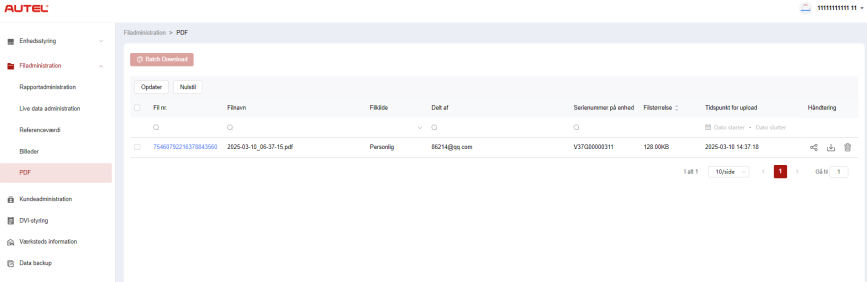 AUTEL
11111111111 11
Enhedsstyring
Filadministration
Rapportadministration
Live data administration
Referenceværdi
Billeder
PDF
Kundeadministration
DVI-styring
Værksteds information
Data backup
Filadministration > PDF
Batch Download
Opdater Nulstil
Fil nr. Filnavn Filkilde Delt af Serienummer på enhed Filstørrelse Tidspunkt for upload Håndtering
Dato starter - Dato slutter
75460792216378843560 2025-03-10_06-37-15.pdf Personlig 86214@qq.com V37G00000311 128.00KB 2025-03-10 14:37:18
I alt 1 10/side 1 Gå til 1